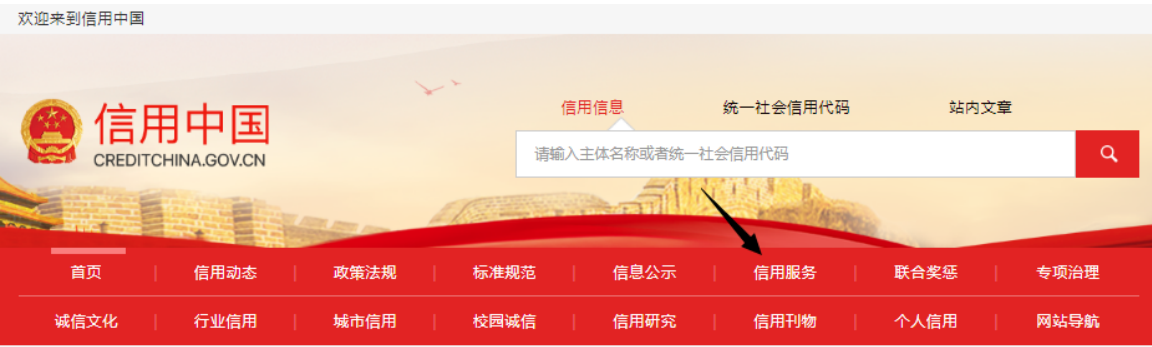 欢迎来到信用中国
信用信息 统一社会信用代码 站内文章
信用中国
请输入主体名称或者统一社会信用代码
CREDITCHINA.GOV.CN
首页 信用动态 政策法规 标准规范 信息公示 信用服务 联合奖惩 专项治理
诚信文化 行业信用 城市信用 校园诚信 信用研究 信用刊物 个人信用 网站导航